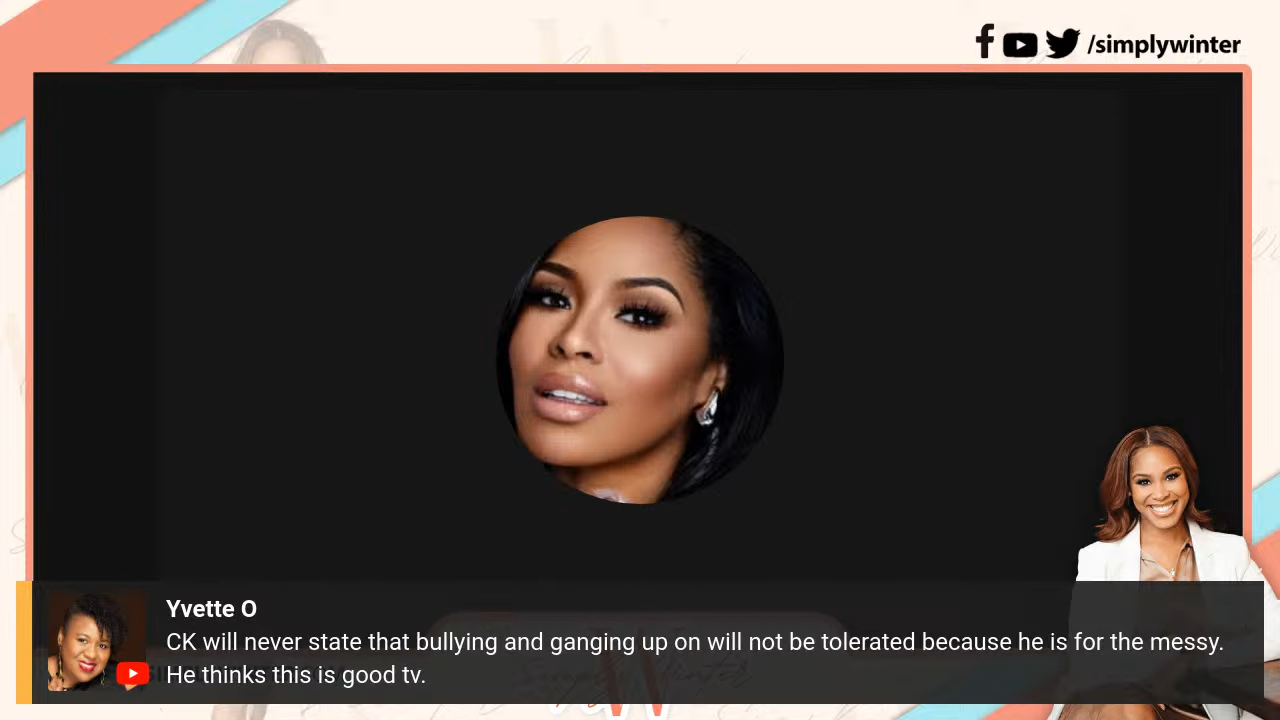 /simplywinter
Yvette O
CK will never state that bullying and ganging up on will not be tolerated because he is for the messy.
He thinks this is good tv.